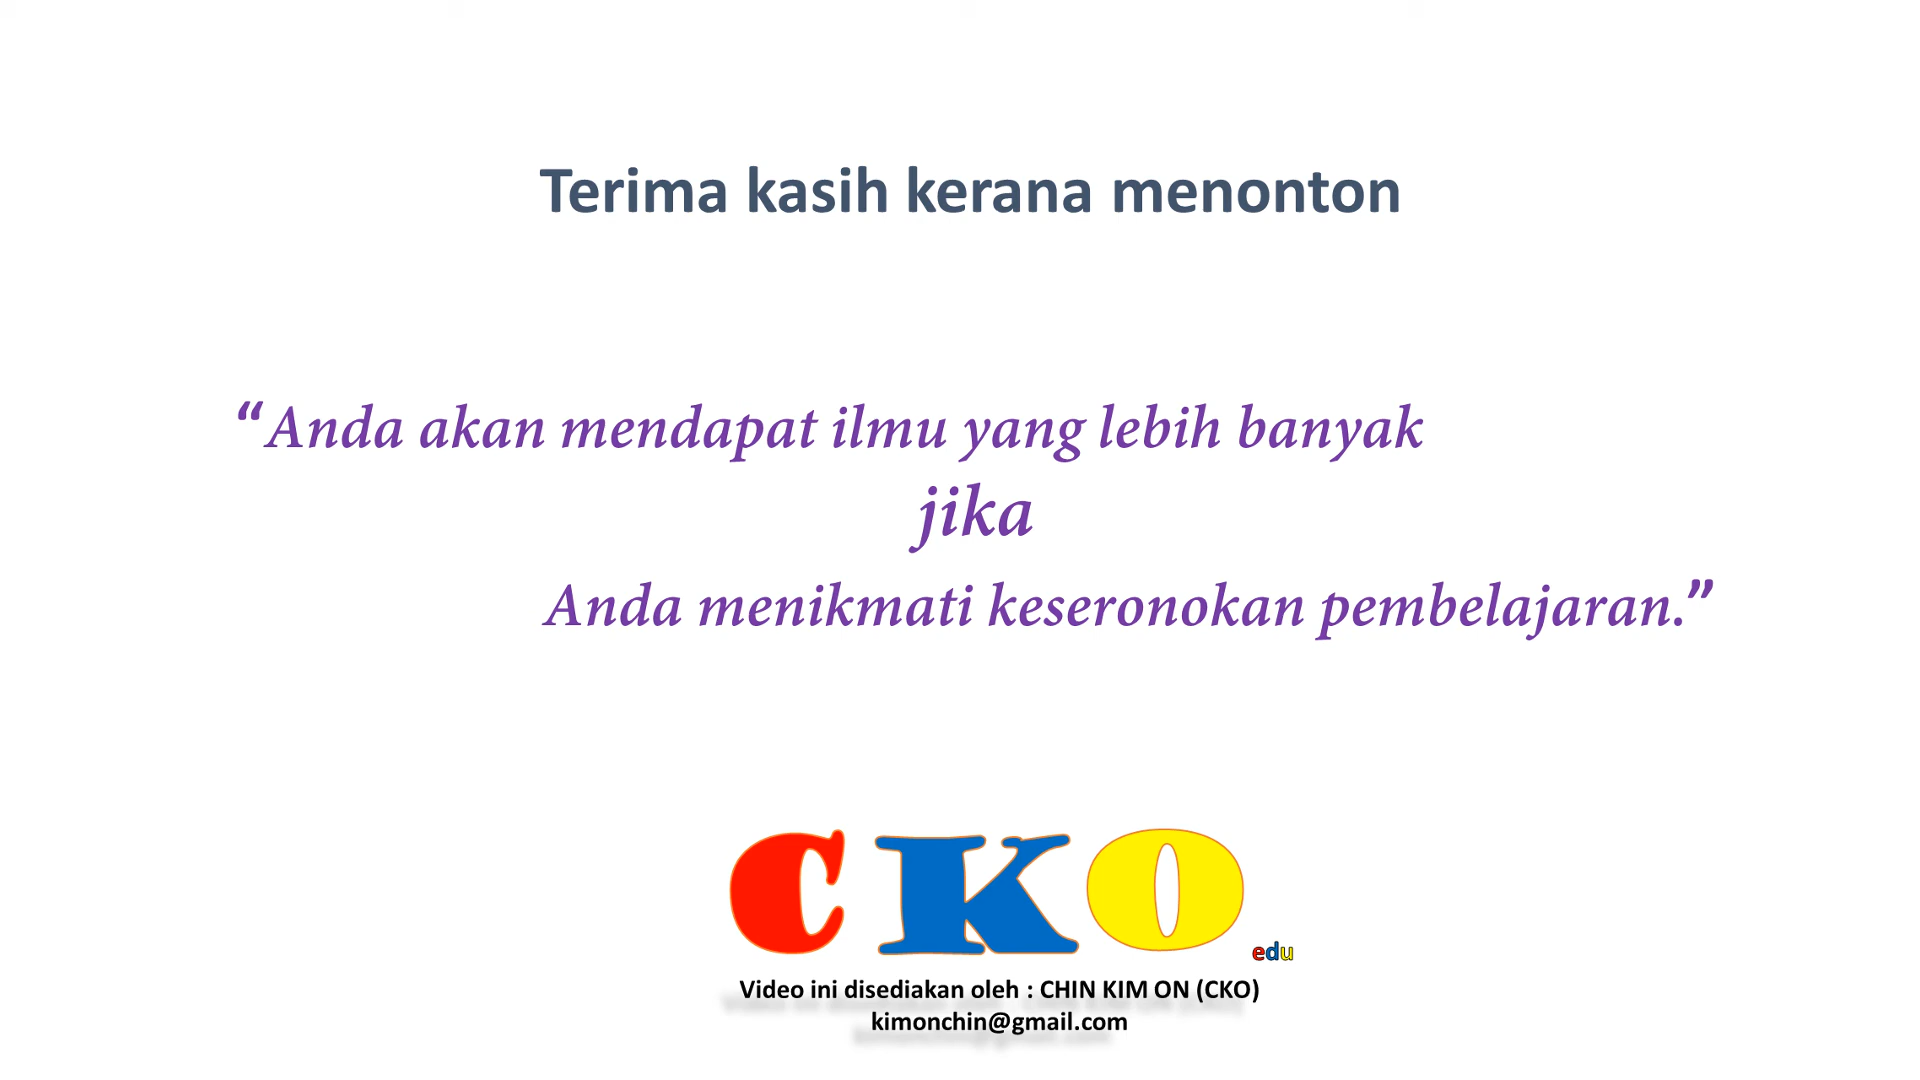 Terima kasih kerana menonton
“Anda akan mendapat ilmu yang lebih banyak
jika
Anda menikmati keseronokan pembelajaran.”
CKO edu
Video ini disediakan oleh : CHIN KIM ON (CKO)
kimonchin@gmail.com